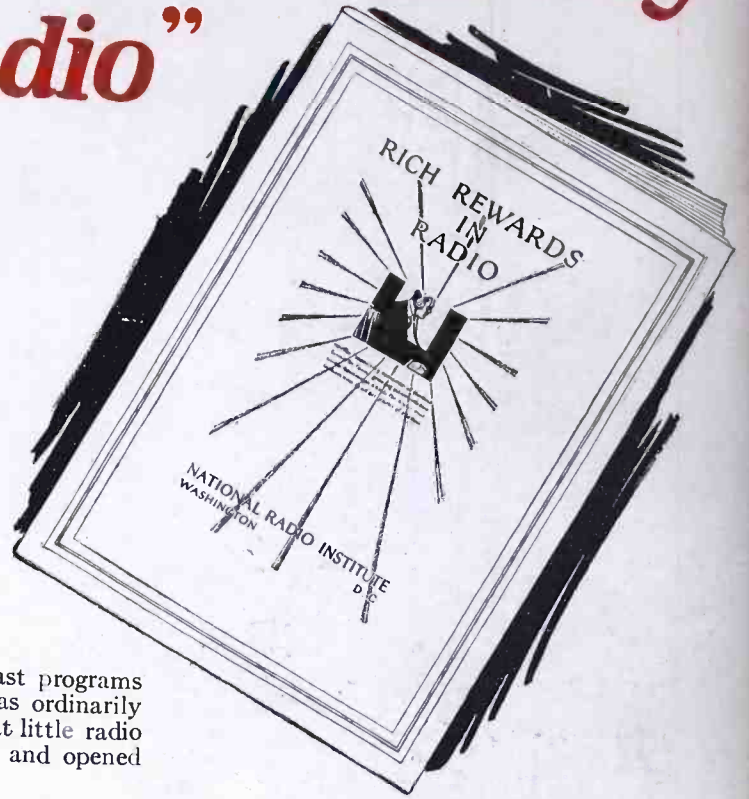 dio”
RICH REWARDS
IN
RADIO
NATIONAL RADIO INSTITUTE
WASHINGTON D C
ast programs
as ordinarily
t little radio
and opened